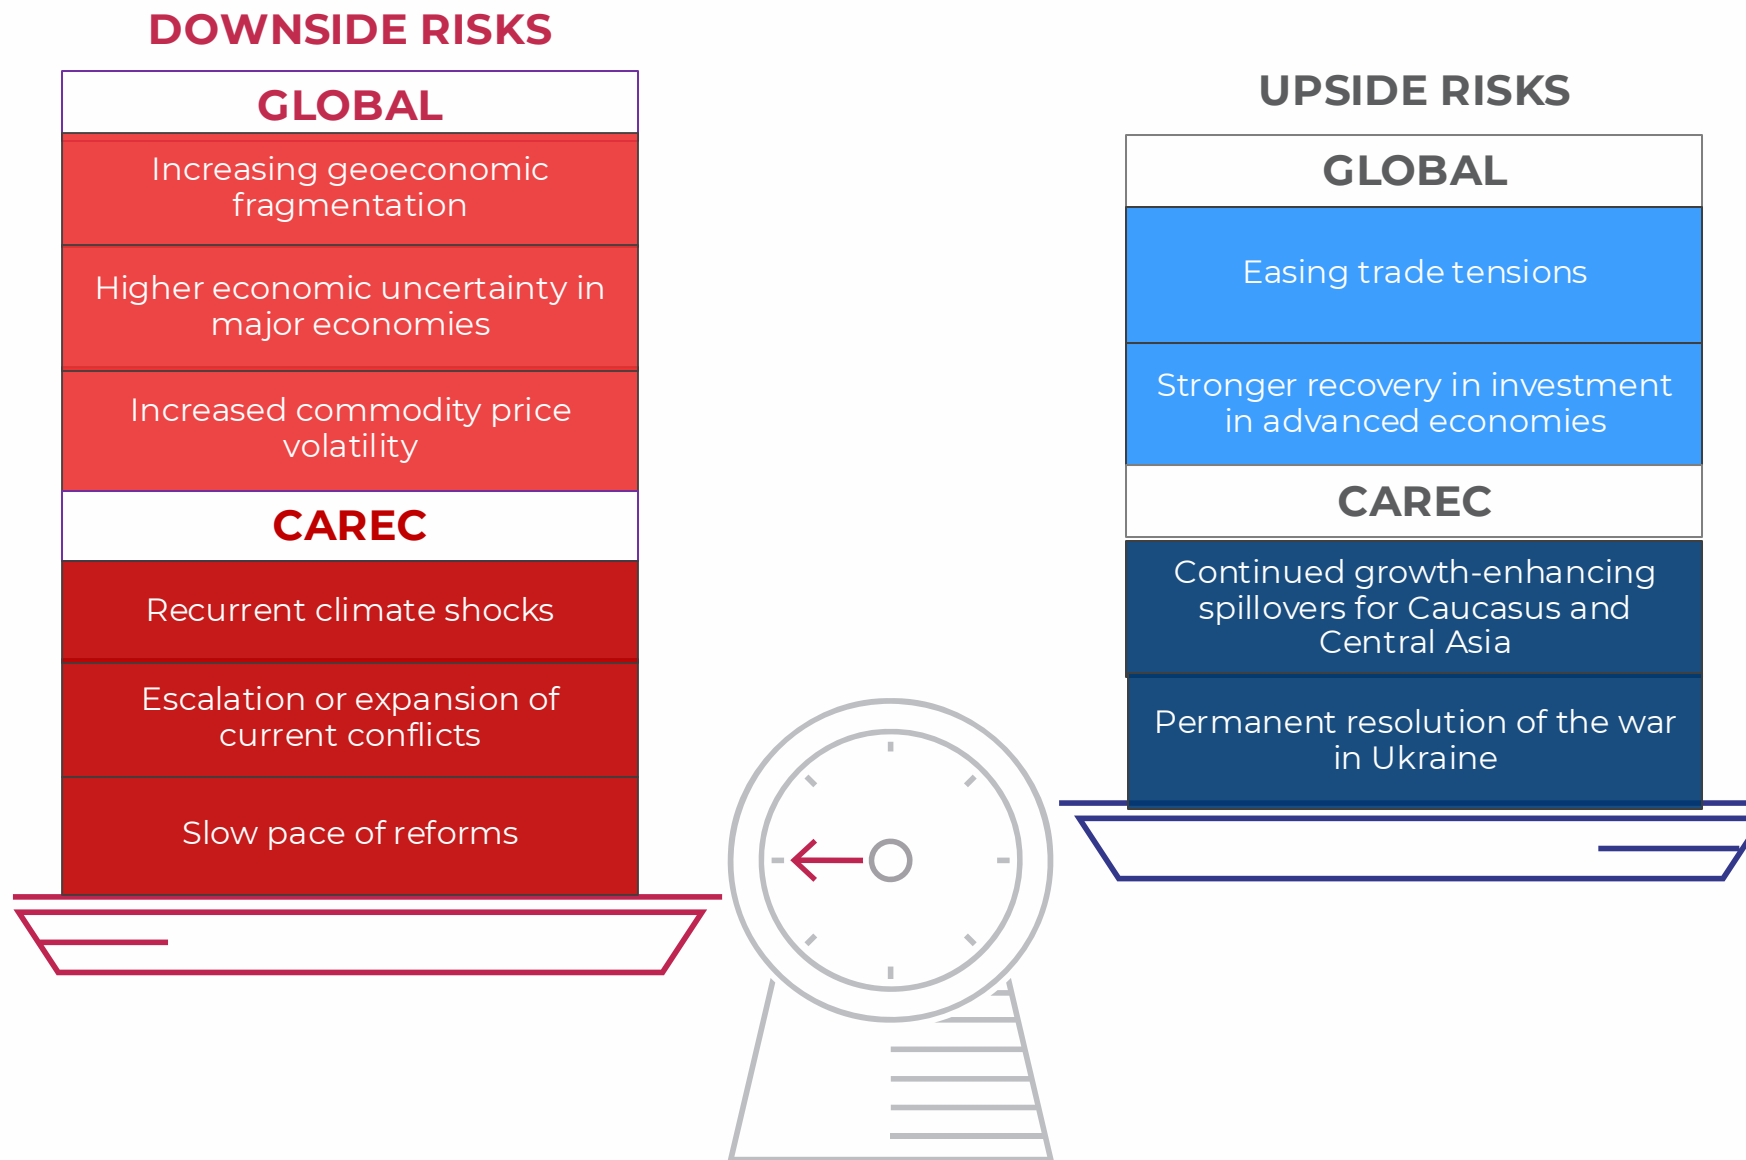 DOWNSIDE RISKS
GLOBAL
Increasing geoeconomic
fragmentation
Higher economic uncertainty in
major economies
Increased commodity price
volatility
CAREC
Recurrent climate shocks
Escalation or expansion of
current conflicts
Slow pace of reforms
UPSIDE RISKS
GLOBAL
Easing trade tensions
Stronger recovery in investment
in advanced economies
CAREC
Continued growth-enhancing
spillovers for Caucasus and
Central Asia
Permanent resolution of the war
in Ukraine